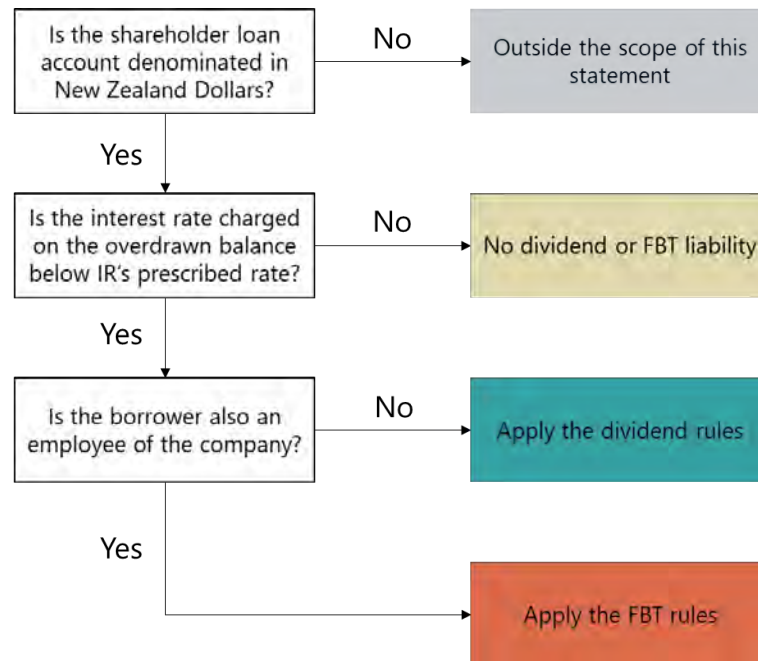 Is the shareholder loan
account denominated in
New Zealand Dollars?
No
Outside the scope of this
statement
Yes
Is the interest rate charged
on the overdrawn balance
below IR's prescribed rate?
No
No dividend or FBT liability
Yes
Is the borrower also an
employee of the company?
No
Apply the dividend rules
Yes
Apply the FBT rules